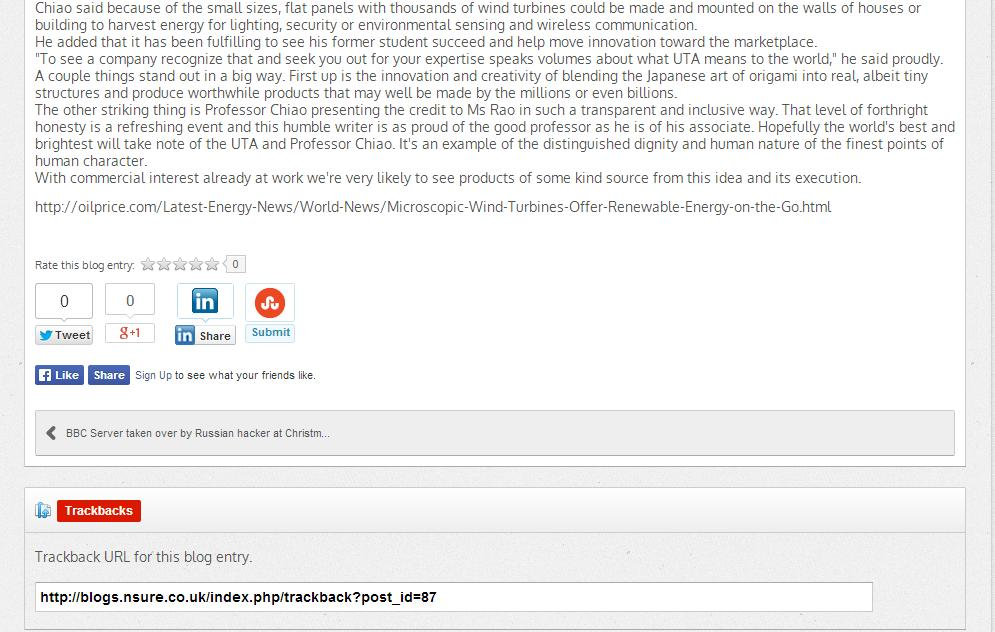 Chiao said because of the small sizes, flat panels with thousands of wind turbines could be made and mounted on the walls of houses or
building to harvest energy for lighting, security or environmental sensing and wireless communication.
He added that it has been fulfilling to see his former student succeed and help move innovation toward the marketplace.
"To see a company recognize that and seek you out for your expertise speaks volumes about what UTA means to the world," he said proudly.
A couple things stand out in a big way. First up is the innovation and creativity of blending the Japanese art of origami into real, albeit tiny
structures and produce worthwhile products that may well be made by the millions or even billions.
The other striking thing is Professor Chiao presenting the credit to Ms Rao in such a transparent and inclusive way. That level of forthright
honesty is a refreshing event and this humble writer is as proud of the good professor as he is of his associate. Hopefully the world's best and
brightest will take note of the UTA and Professor Chiao. It's an example of the distinguished dignity and human nature of the finest points of
human character.
With commercial interest already at work we're very likely to see products of some kind source from this idea and its execution.
http://oilprice.com/Latest-Energy-News/World-News/Microscopic-Wind-Turbines-Offer-Renewable-Energy-on-the-Go.html
Rate this blog entry: 0
0 0 in
Tweet g+1 in Share Submit
Like Share Sign Up to see what your friends like.
BBC Server taken over by Russian hacker at Christm...
Trackbacks
Trackback URL for this blog entry.
http://blogs.nsure.co.uk/index.php/trackback?post_id=87